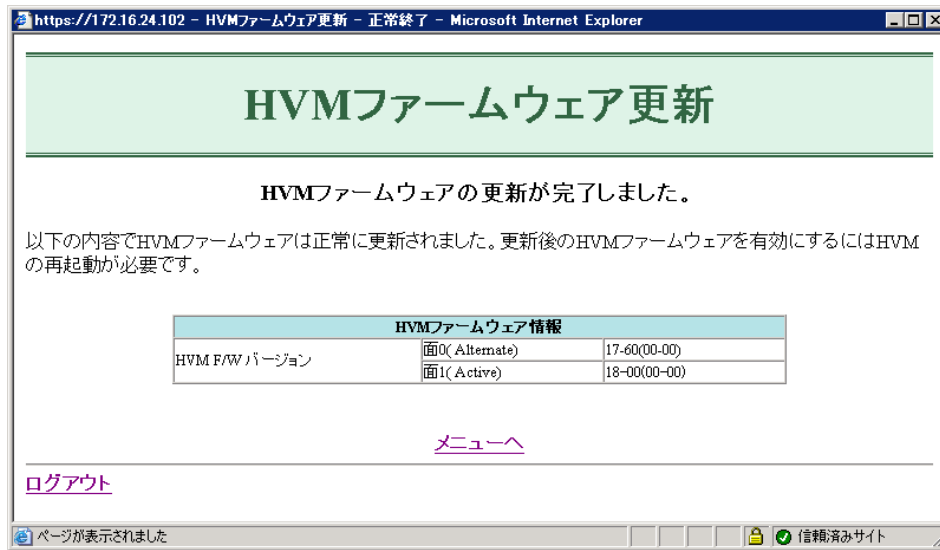 https://172.16.24.102 - HVMファームウェア更新 - 正常終了 - Microsoft Internet Explorer
HVMファームウェア更新
HVMファームウェアの更新が完了しました。
以下の内容でHVMファームウェアは正常に更新されました。更新後のHVMファームウェアを有効にするにはHVM
の再起動が必要です。
HVMファームウェア情報
HVM F/W バージョン
面0( Alternate) 17-60(00-00)
面1( Active) 18-00(00-00)
メニューへ
ログアウト
ページが表示されました 信頼済みサイト